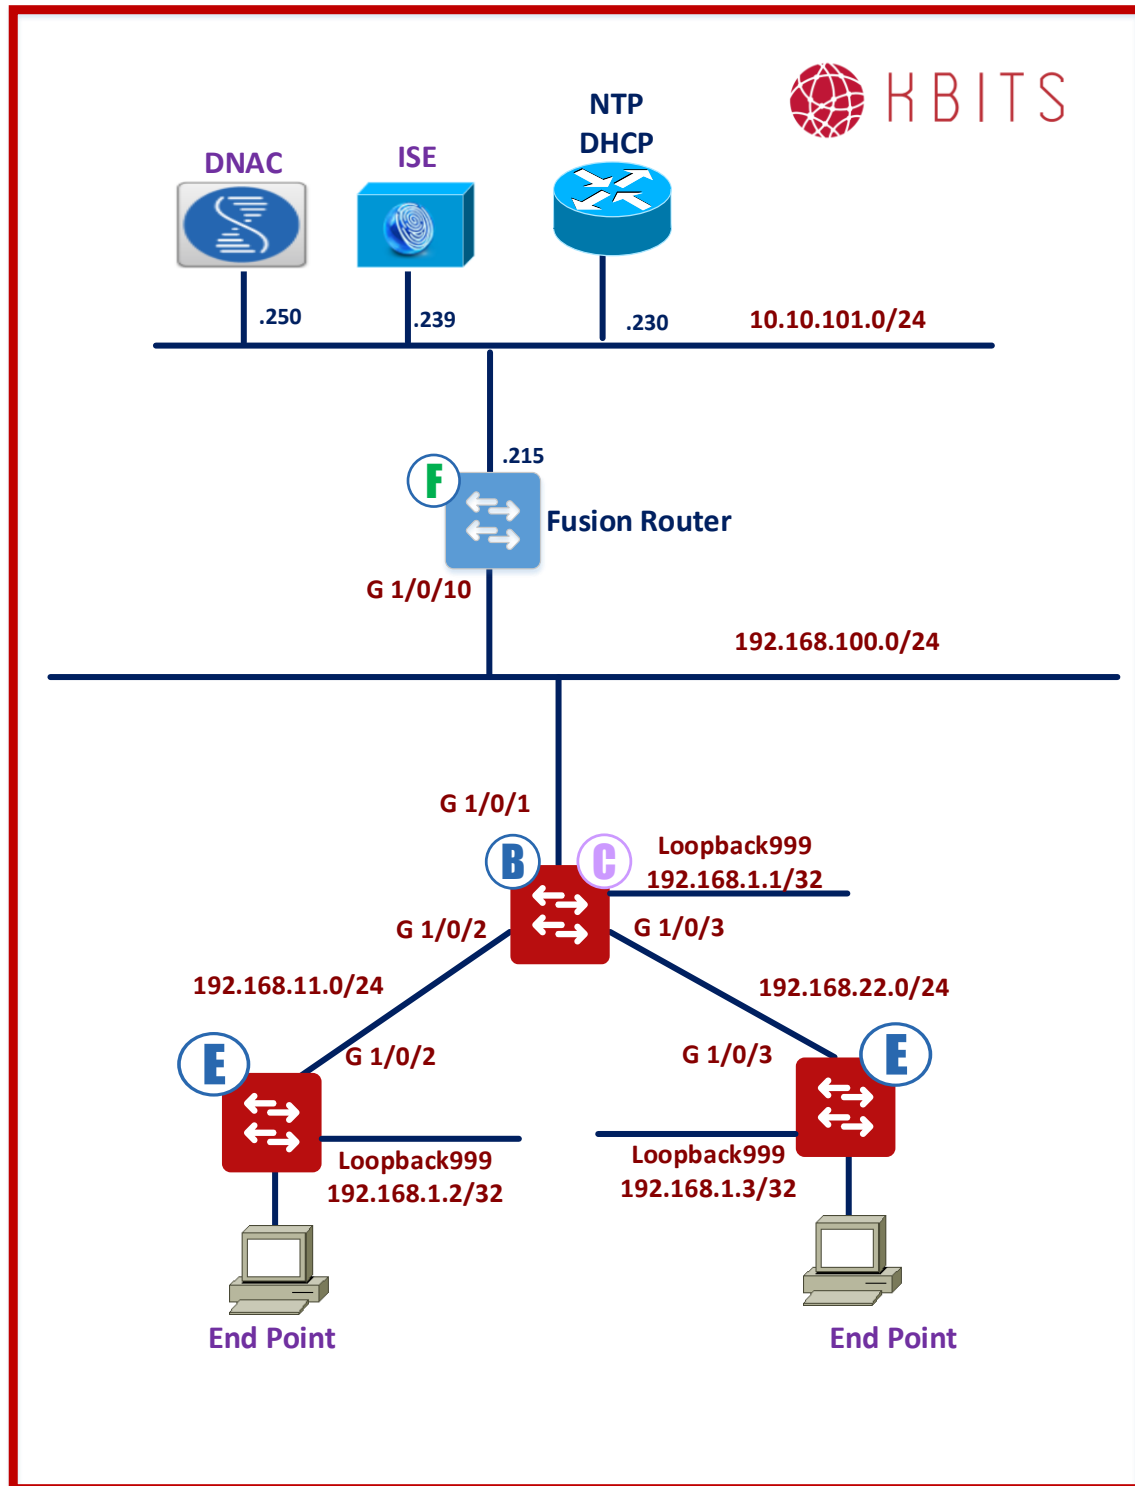 KBITS
NTP
DHCP
DNAC
ISE
.250
.239
.230
10.10.101.0/24
.215
F
Fusion Router
G 1/0/10
192.168.100.0/24
G 1/0/1
B
C
Loopback999
192.168.1.1/32
G 1/0/2
G 1/0/3
192.168.11.0/24
192.168.22.0/24
E
G 1/0/2
G 1/0/3
E
Loopback999
192.168.1.2/32
Loopback999
192.168.1.3/32
End Point
End Point